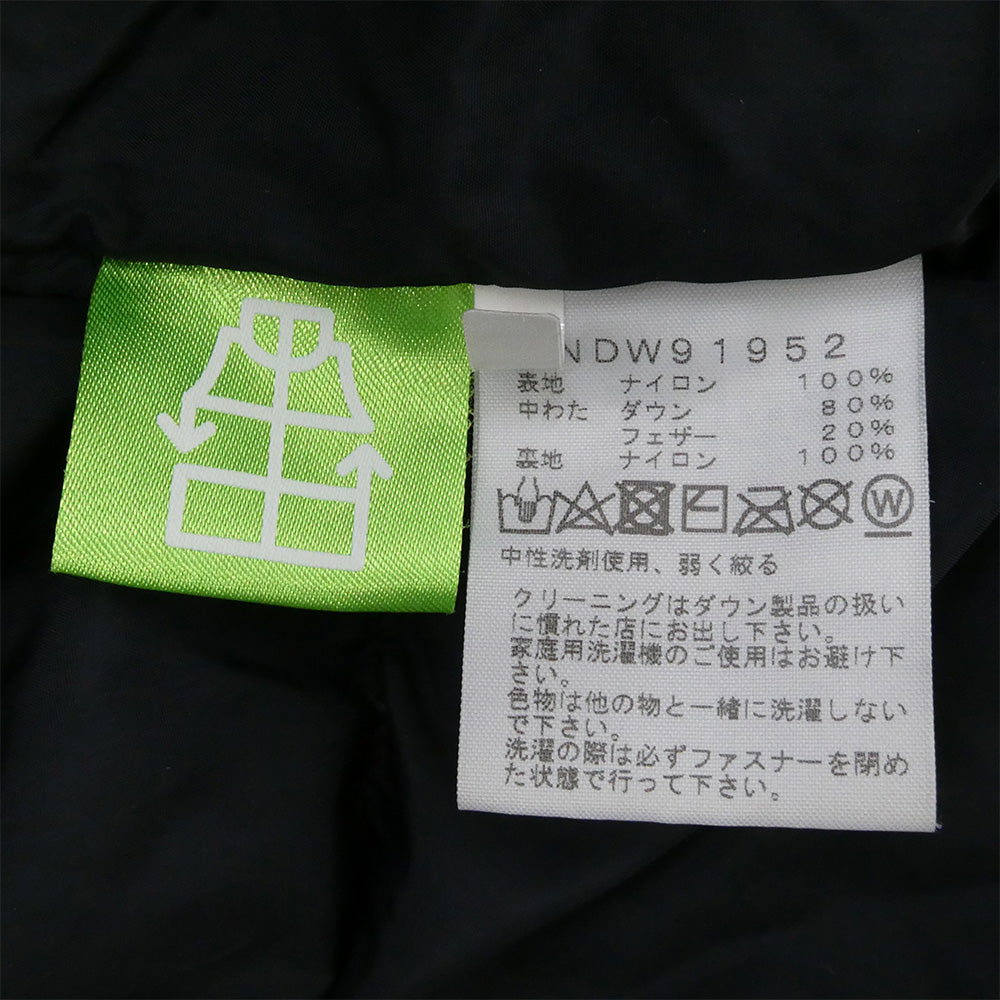 NDW91952
表地 ナイロン 100%
中わた ダウン 80%
フェザー 20%
裏地 ナイロン 100%
W
中性洗剤使用、弱く絞る
クリーニングはダウン製品の扱い
に慣れた店にお出し下さい。
家庭用洗濯機のご使用はお避け下
さい。
色物は他の物と一緒に洗濯しない
で下さい。
洗濯の際は必ずファスナーを閉め
た状態で行って下さい。